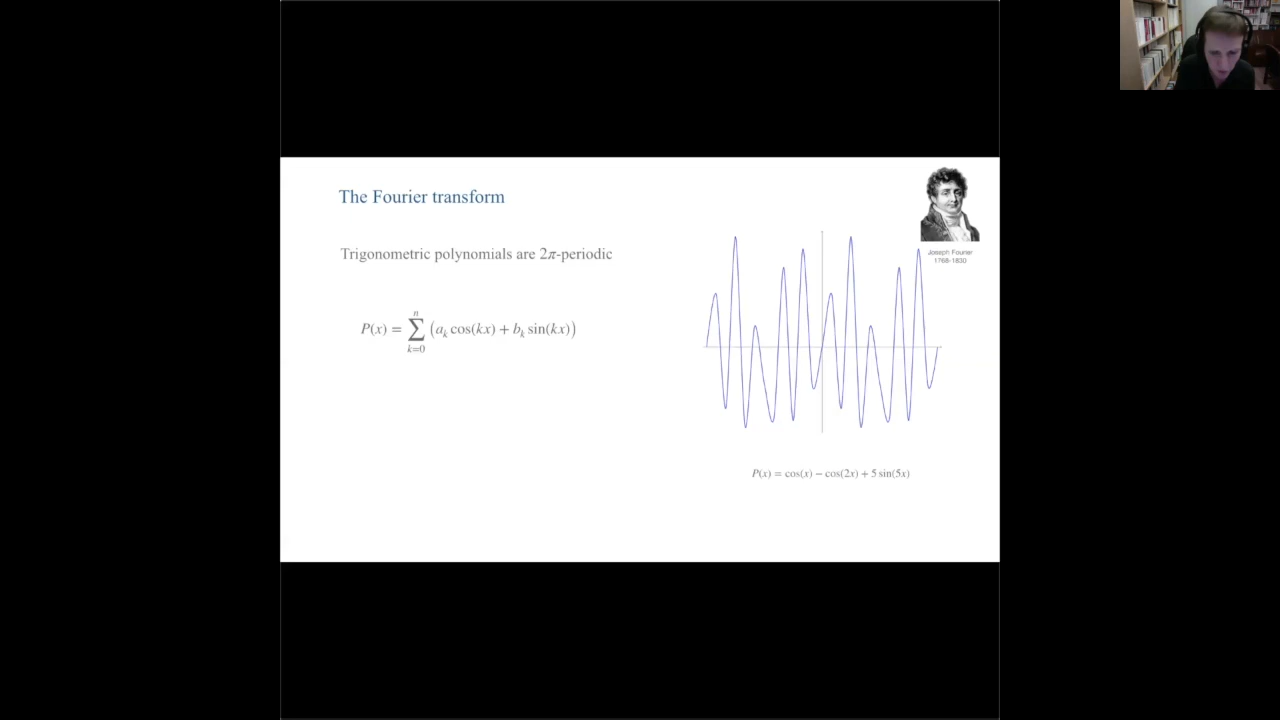 The Fourier transform
Trigonometric polynomials are 2π-periodic
P(x) = ∑_{k=0}^{n} (a_k cos(kx) + b_k sin(kx))
Joseph Fourier
1768-1830
P(x) = cos(x) − cos(2x) + 5 sin(5x)